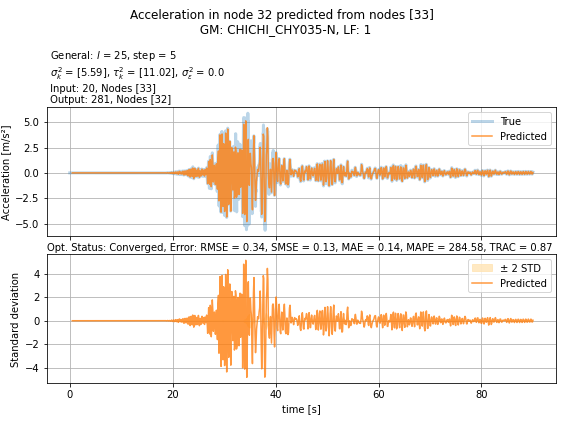 Acceleration in node 32 predicted from nodes [33]
GM: CHICHI_CHY035-N, LF: 1
General: l = 25, step = 5
σ²ₖ = [5.59], τ²ₖ = [11.02], σ²ε = 0.0
Input: 20, Nodes [33]
Output: 281, Nodes [32]
Acceleration [m/s²]
5.0
2.5
0.0
−2.5
−5.0
True
Predicted
Opt. Status: Converged, Error: RMSE = 0.34, SMSE = 0.13, MAE = 0.14, MAPE = 284.58, TRAC = 0.87
Standard deviation
4
2
0
−2
−4
± 2 STD
Predicted
0 20 40 60 80
time [s]